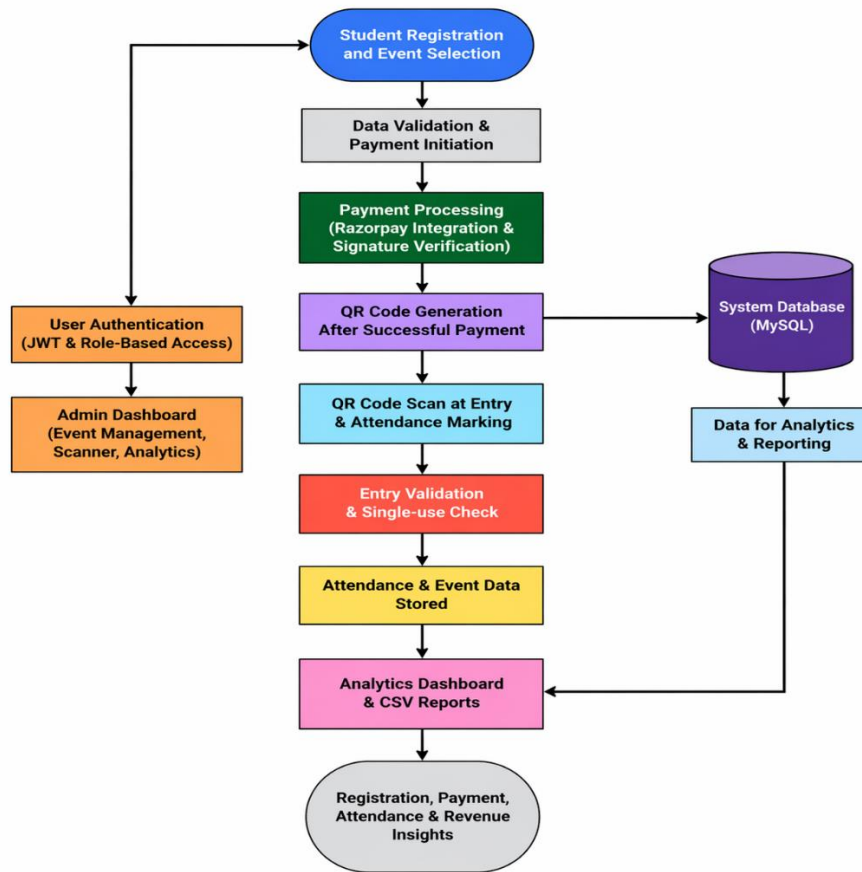 Student Registration
and Event Selection
Data Validation &
Payment Initiation
Payment Processing
(Razorpay Integration &
Signature Verification)
User Authentication
(JWT & Role-Based Access)
QR Code Generation
After Successful Payment
System Database
(MySQL)
Admin Dashboard
(Event Management,
Scanner, Analytics)
QR Code Scan at Entry
& Attendance Marking
Data for Analytics
& Reporting
Entry Validation
& Single-use Check
Attendance & Event Data
Stored
Analytics Dashboard
& CSV Reports
Registration, Payment,
Attendance & Revenue
Insights